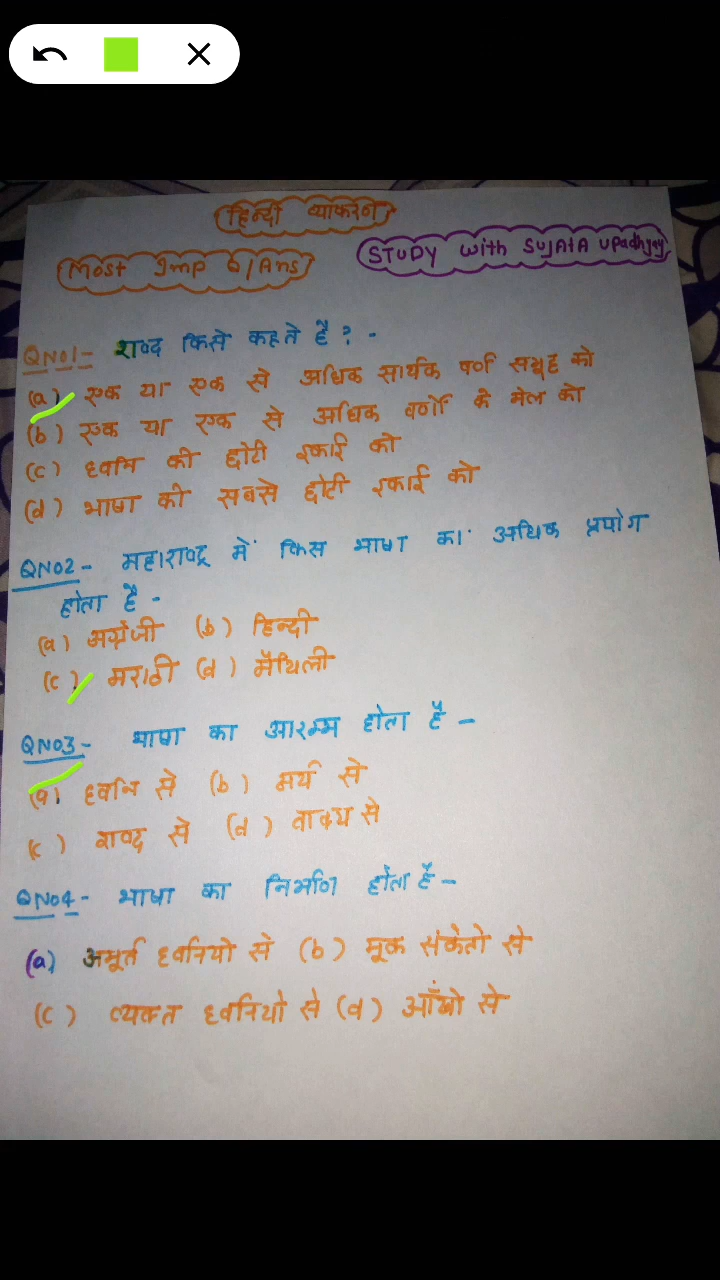 हिन्दी व्याकरण
Most Imp Q/Ans
STUDY with SUJATA UPadhyay
QNO1- शब्द किसे कहते है? -
(a) एक या एक से अधिक सार्थक वर्ण समूह को
(b) एक या एक से अधिक वर्णो के मेल को
(c) ध्वनि की छोटी इकाई को
(d) भाषा की सबसे छोटी इकाई को
QNO2- महाराष्ट्र में किस भाषा का अधिक प्रयोग
होता है -
(a) अग्रेंजी (b) हिन्दी
(c) मराठी (d) मैथिली
QNO3- भाषा का आरम्भ होता है -
(a) ध्वनि से (b) मर्थ से
(c) शब्द से (d) वाक्य से
QNO4- भाषा का निर्माण होता है -
(a) अमूर्त ध्वनियो से (b) मूक संकेतो से
(c) व्यक्त ध्वनियो से (d) आँखो से